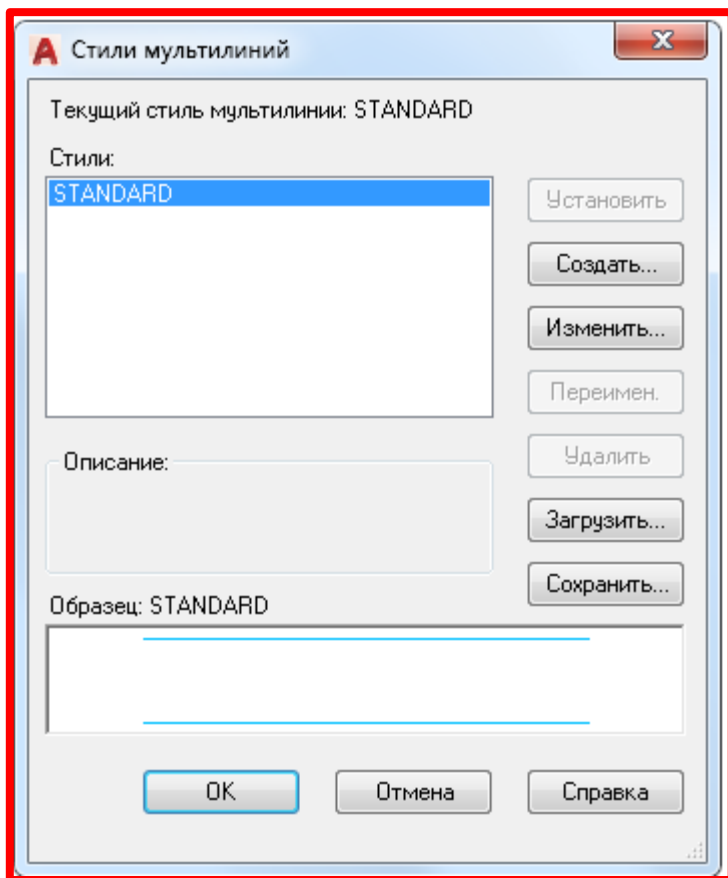 Стили мультилиний
Текущий стиль мультилинии: STANDARD
Стили:
STANDARD
Установить
Создать...
Изменить...
Переимен.
Удалить
Загрузить...
Сохранить...
Описание:
Образец: STANDARD
OK
Отмена
Справка